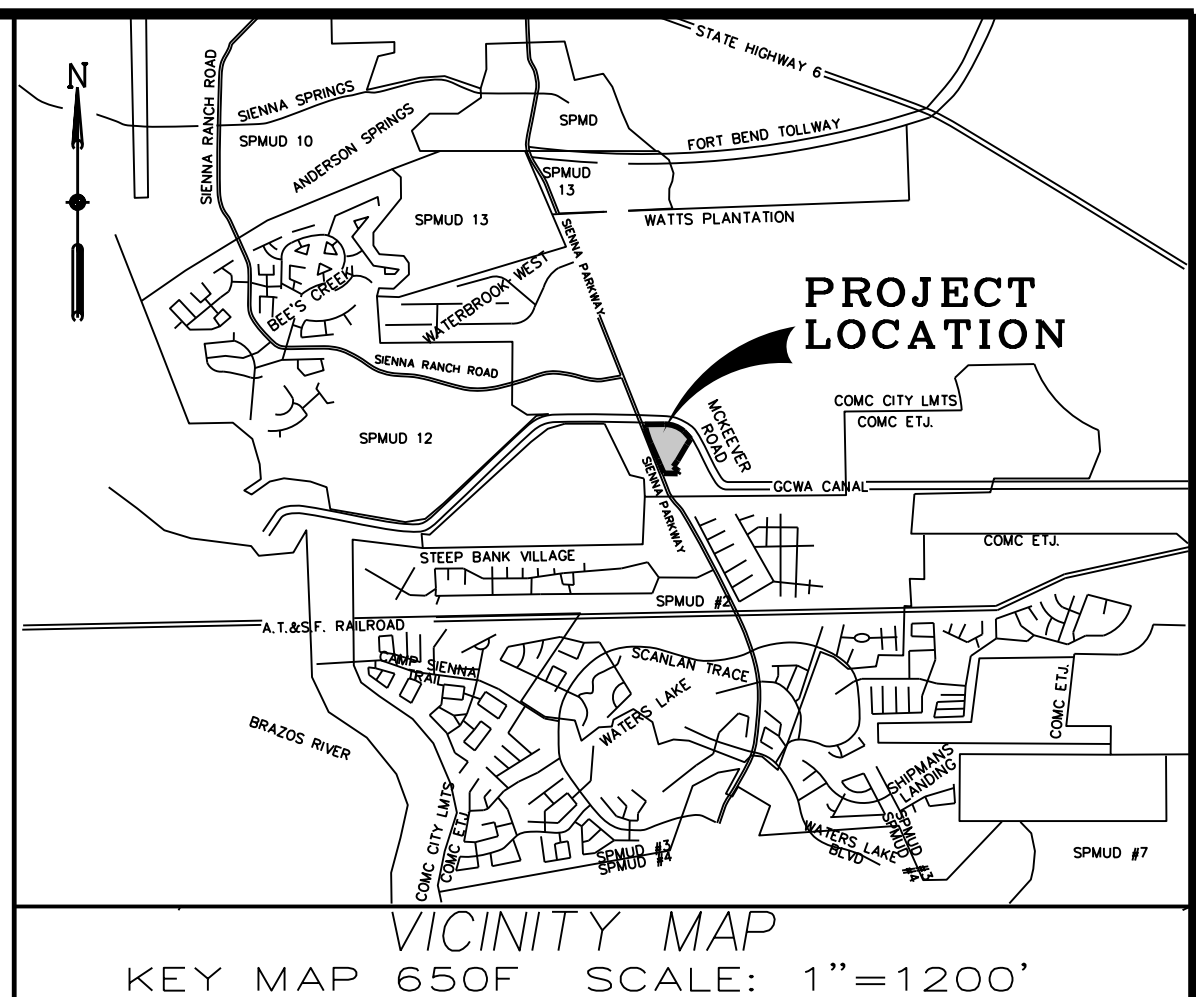 STATE HIGHWAY 6
N
SIENNA RANCH ROAD
SIENNA SPRINGS
SPMUD 10
ANDERSON SPRINGS
SPMD
FORT BEND TOLLWAY
SPMUD
13
SPMUD 13
WATTS PLANTATION
SIENNA PARKWAY
BEE'S CREEK
WATERBROOK WEST
PROJECT
LOCATION
SIENNA RANCH ROAD
COMC CITY LMTS
COMC ETJ.
MCKEEVER
ROAD
SPMUD 12
SIENNA PARKWAY
GCWA CANAL
COMC ETJ.
STEEP BANK VILLAGE
SPMUD #2
A.T.&S.F. RAILROAD
CAMP SIENNA
TRAIL
SCANLAN TRACE
WATERS LAKE
COMC ETJ.
BRAZOS RIVER
SHIPMANS
LANDING
COMC CITY LMTS
COMC ETJ
SPMUD #3
SPMUD #4
WATERS LAKE
BLVD
SPMUD #3
SPMUD #4
SPMUD #7
VICINITY MAP
KEY MAP 650F SCALE: 1"=1200'